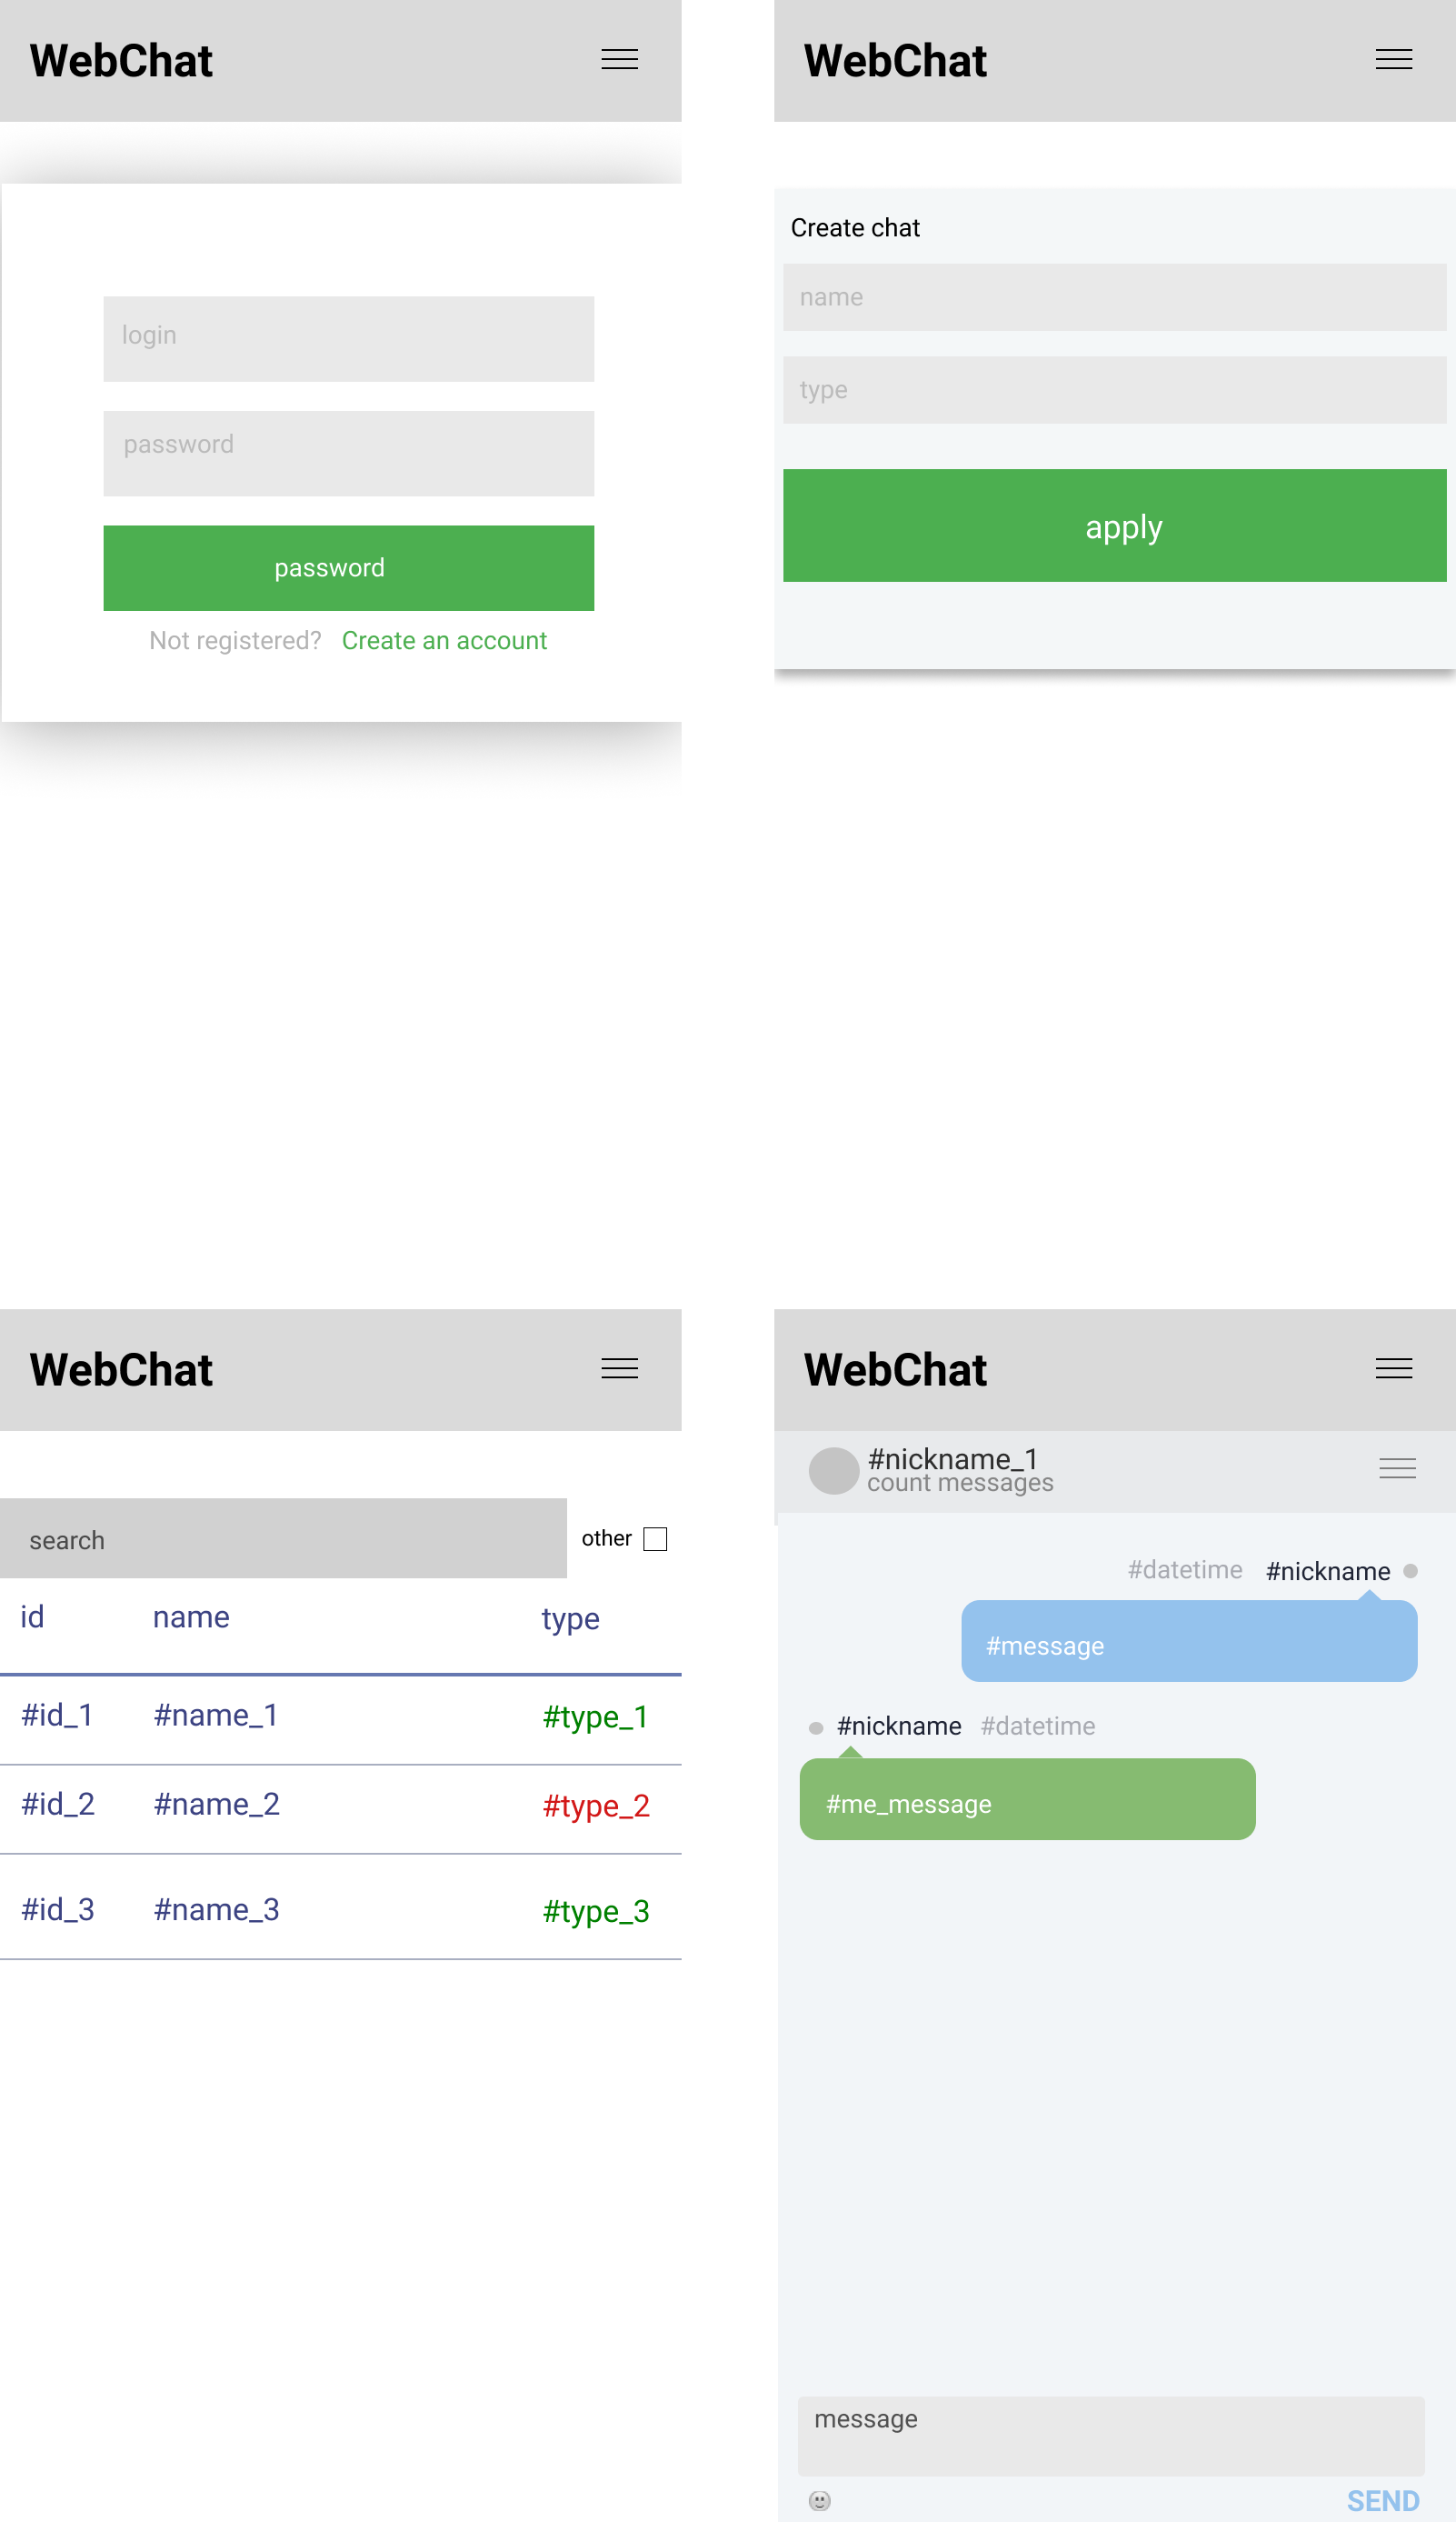 WebChat
login
password
password
Not registered? Create an account
WebChat
Create chat
name
type
apply
WebChat
search
other
id name type
#id_1 #name_1 #type_1
#id_2 #name_2 #type_2
#id_3 #name_3 #type_3
WebChat
#nickname_1
count messages
#datetime #nickname
#message
#nickname #datetime
#me_message
message
SEND